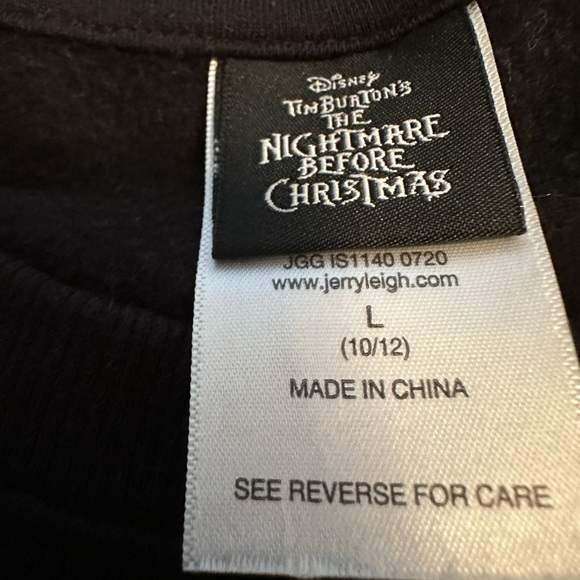 Disney
Tim Burton's
The
Nightmare
Before
Christmas
JGG IS1140 0720
www.jerryleigh.com
L
(10/12)
MADE IN CHINA
SEE REVERSE FOR CARE